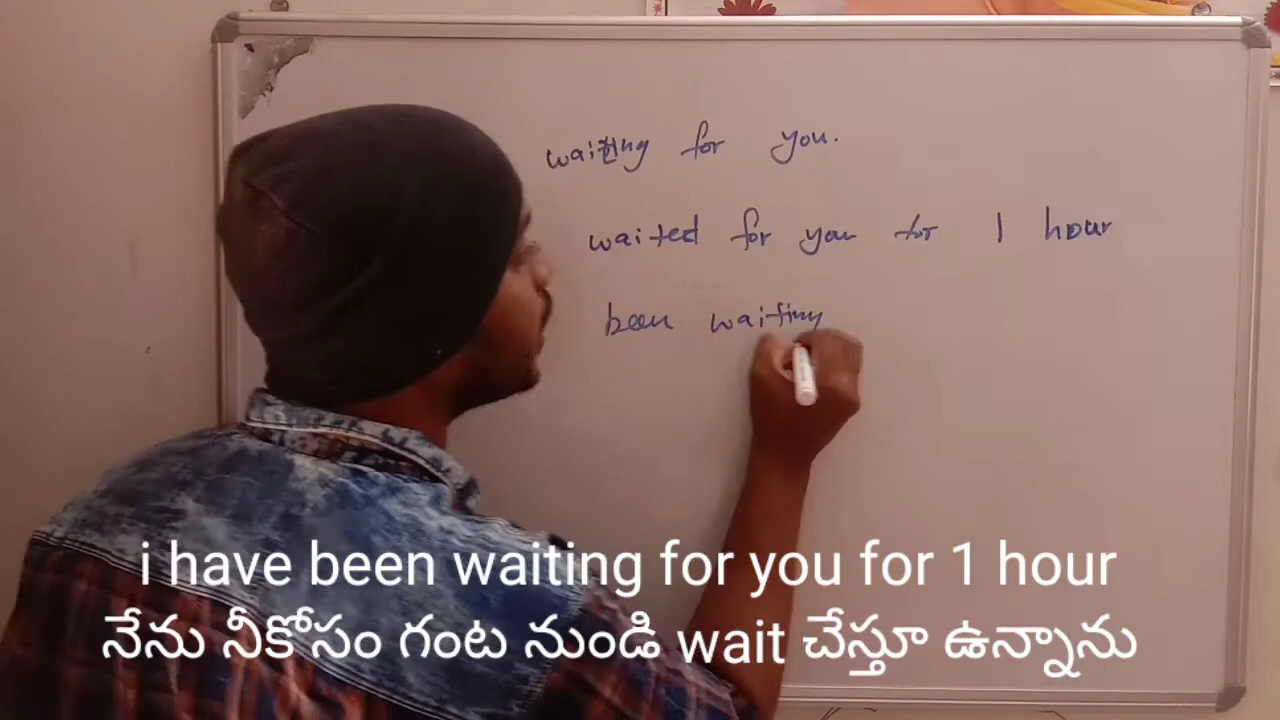 waiting for you.
waited for you for 1 hour
been waiting
i have been waiting for you for 1 hour
నేను నీకోసం గంట నుండి wait చేస్తూ ఉన్నాను